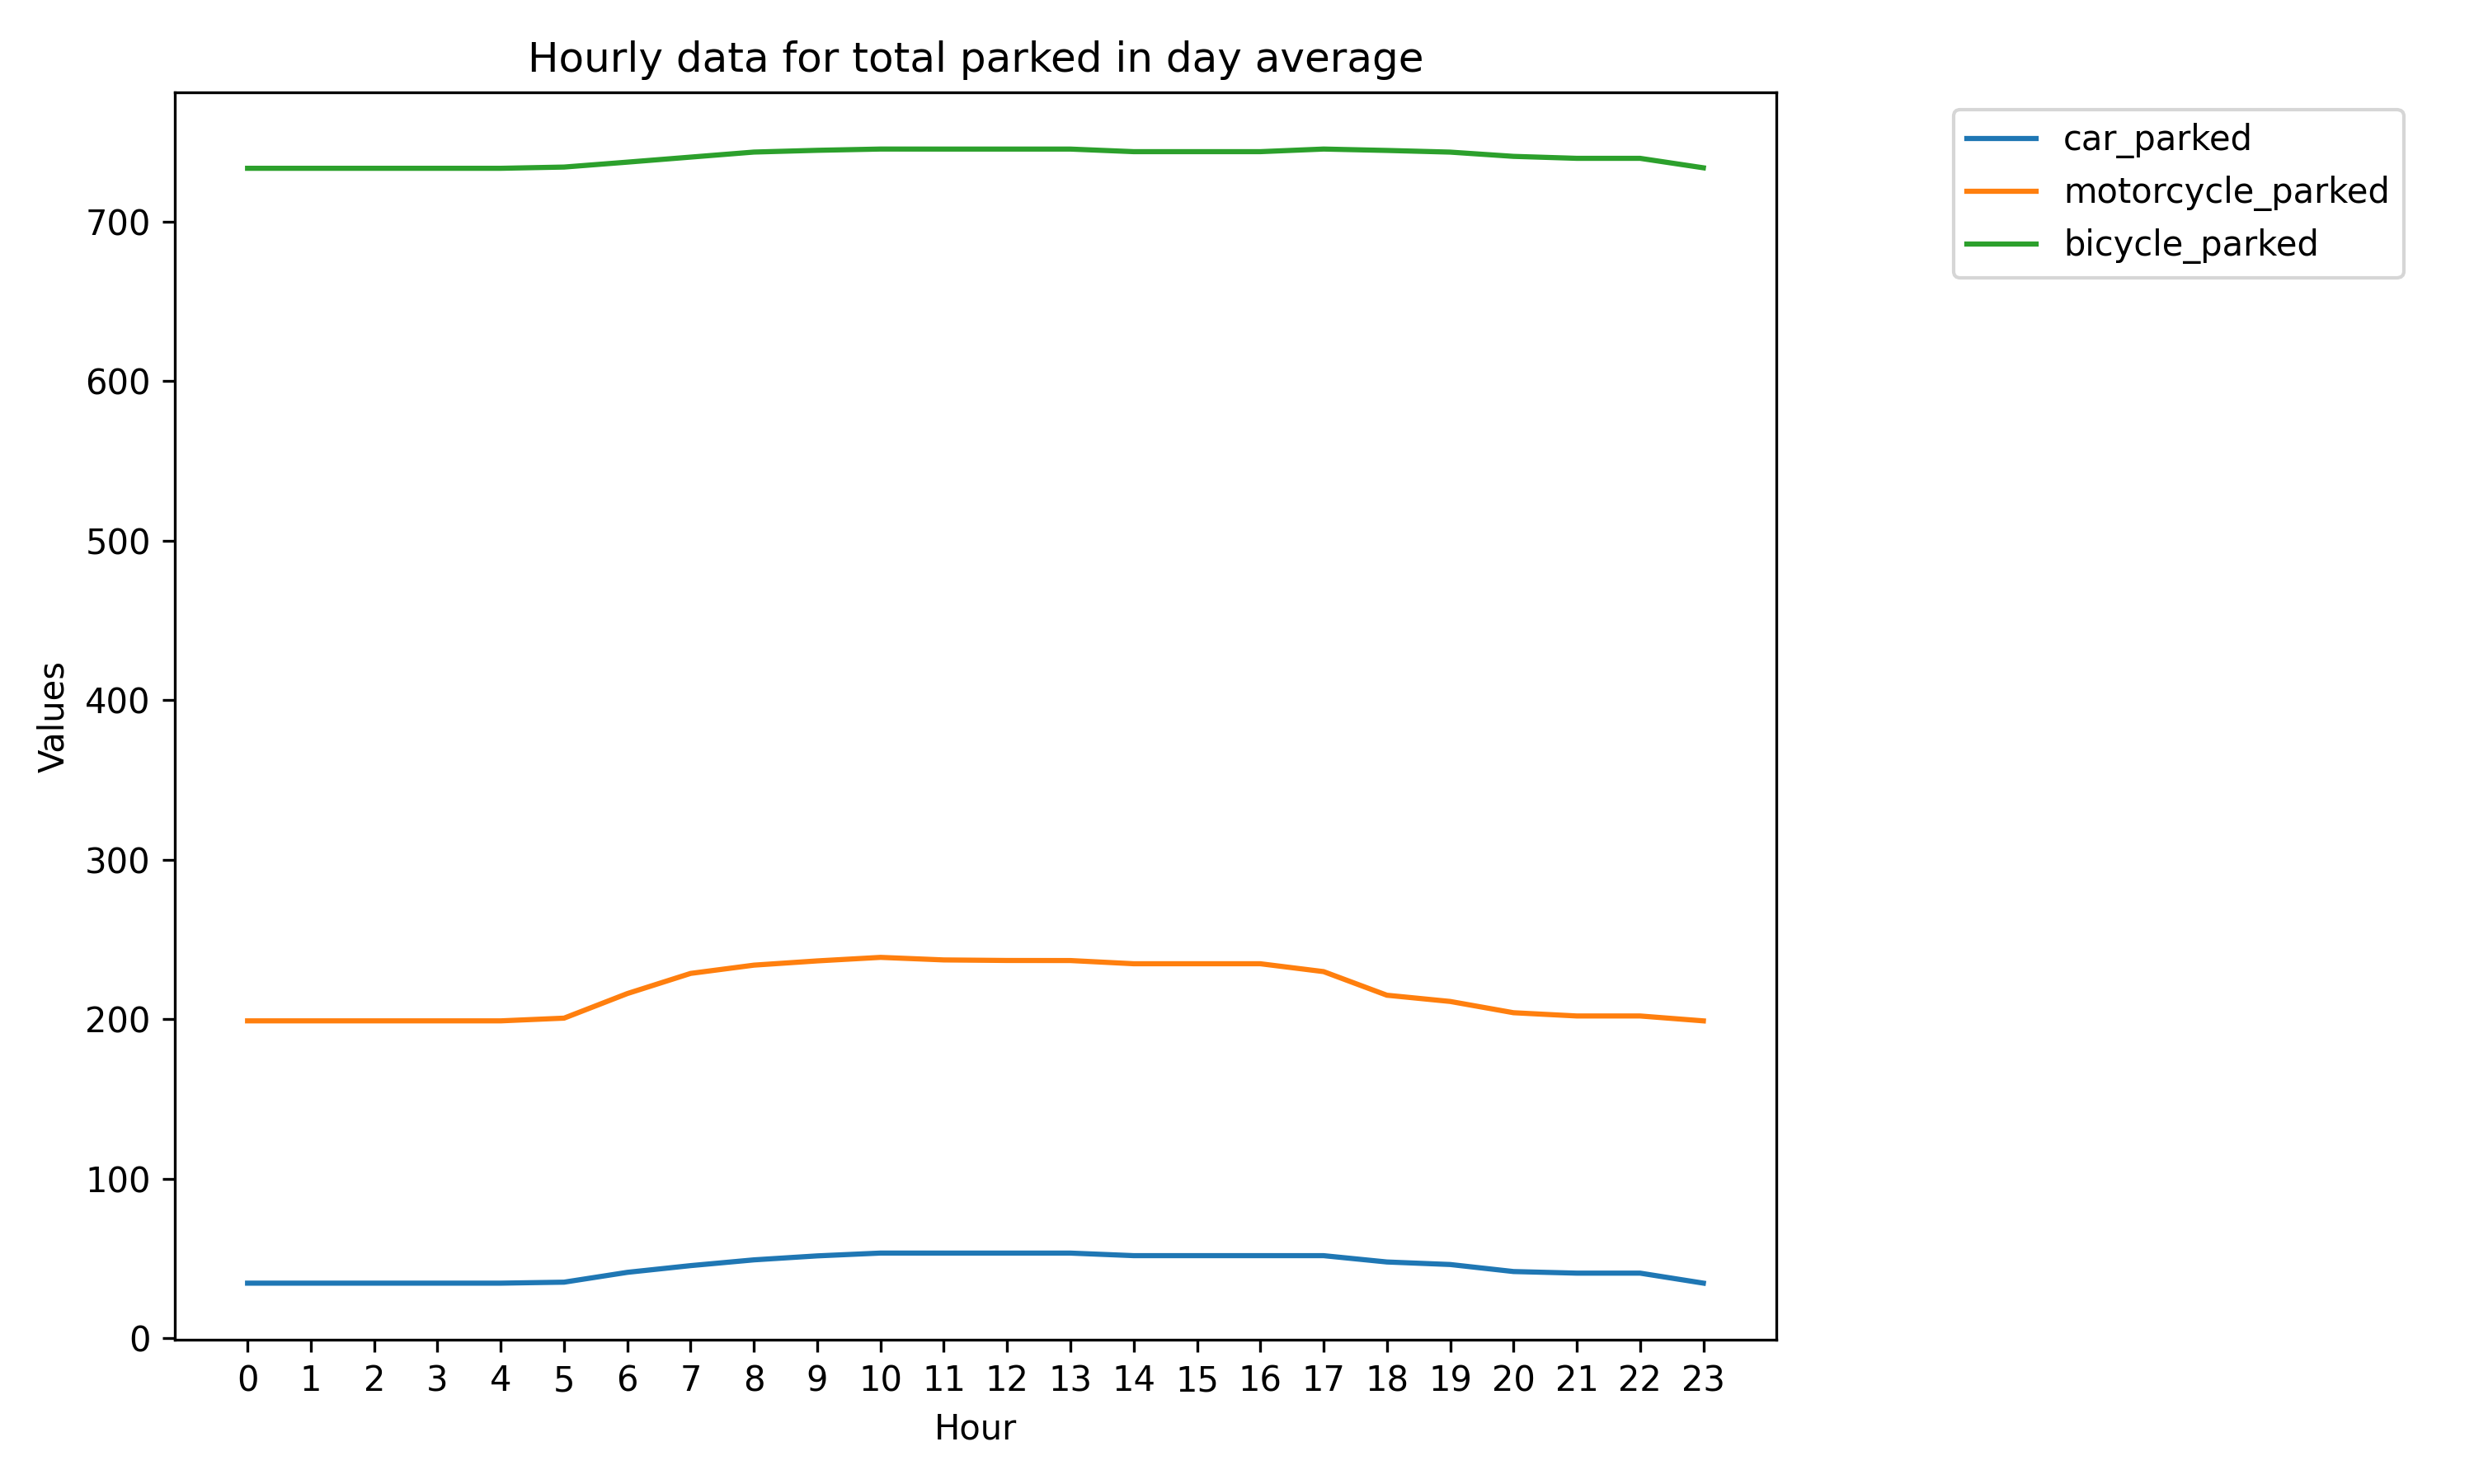 Hourly data for total parked in day average
car_parked
motorcycle_parked
bicycle_parked
700
600
500
400
300
200
100
0
Values
0 1 2 3 4 5 6 7 8 9 10 11 12 13 14 15 16 17 18 19 20 21 22 23
Hour